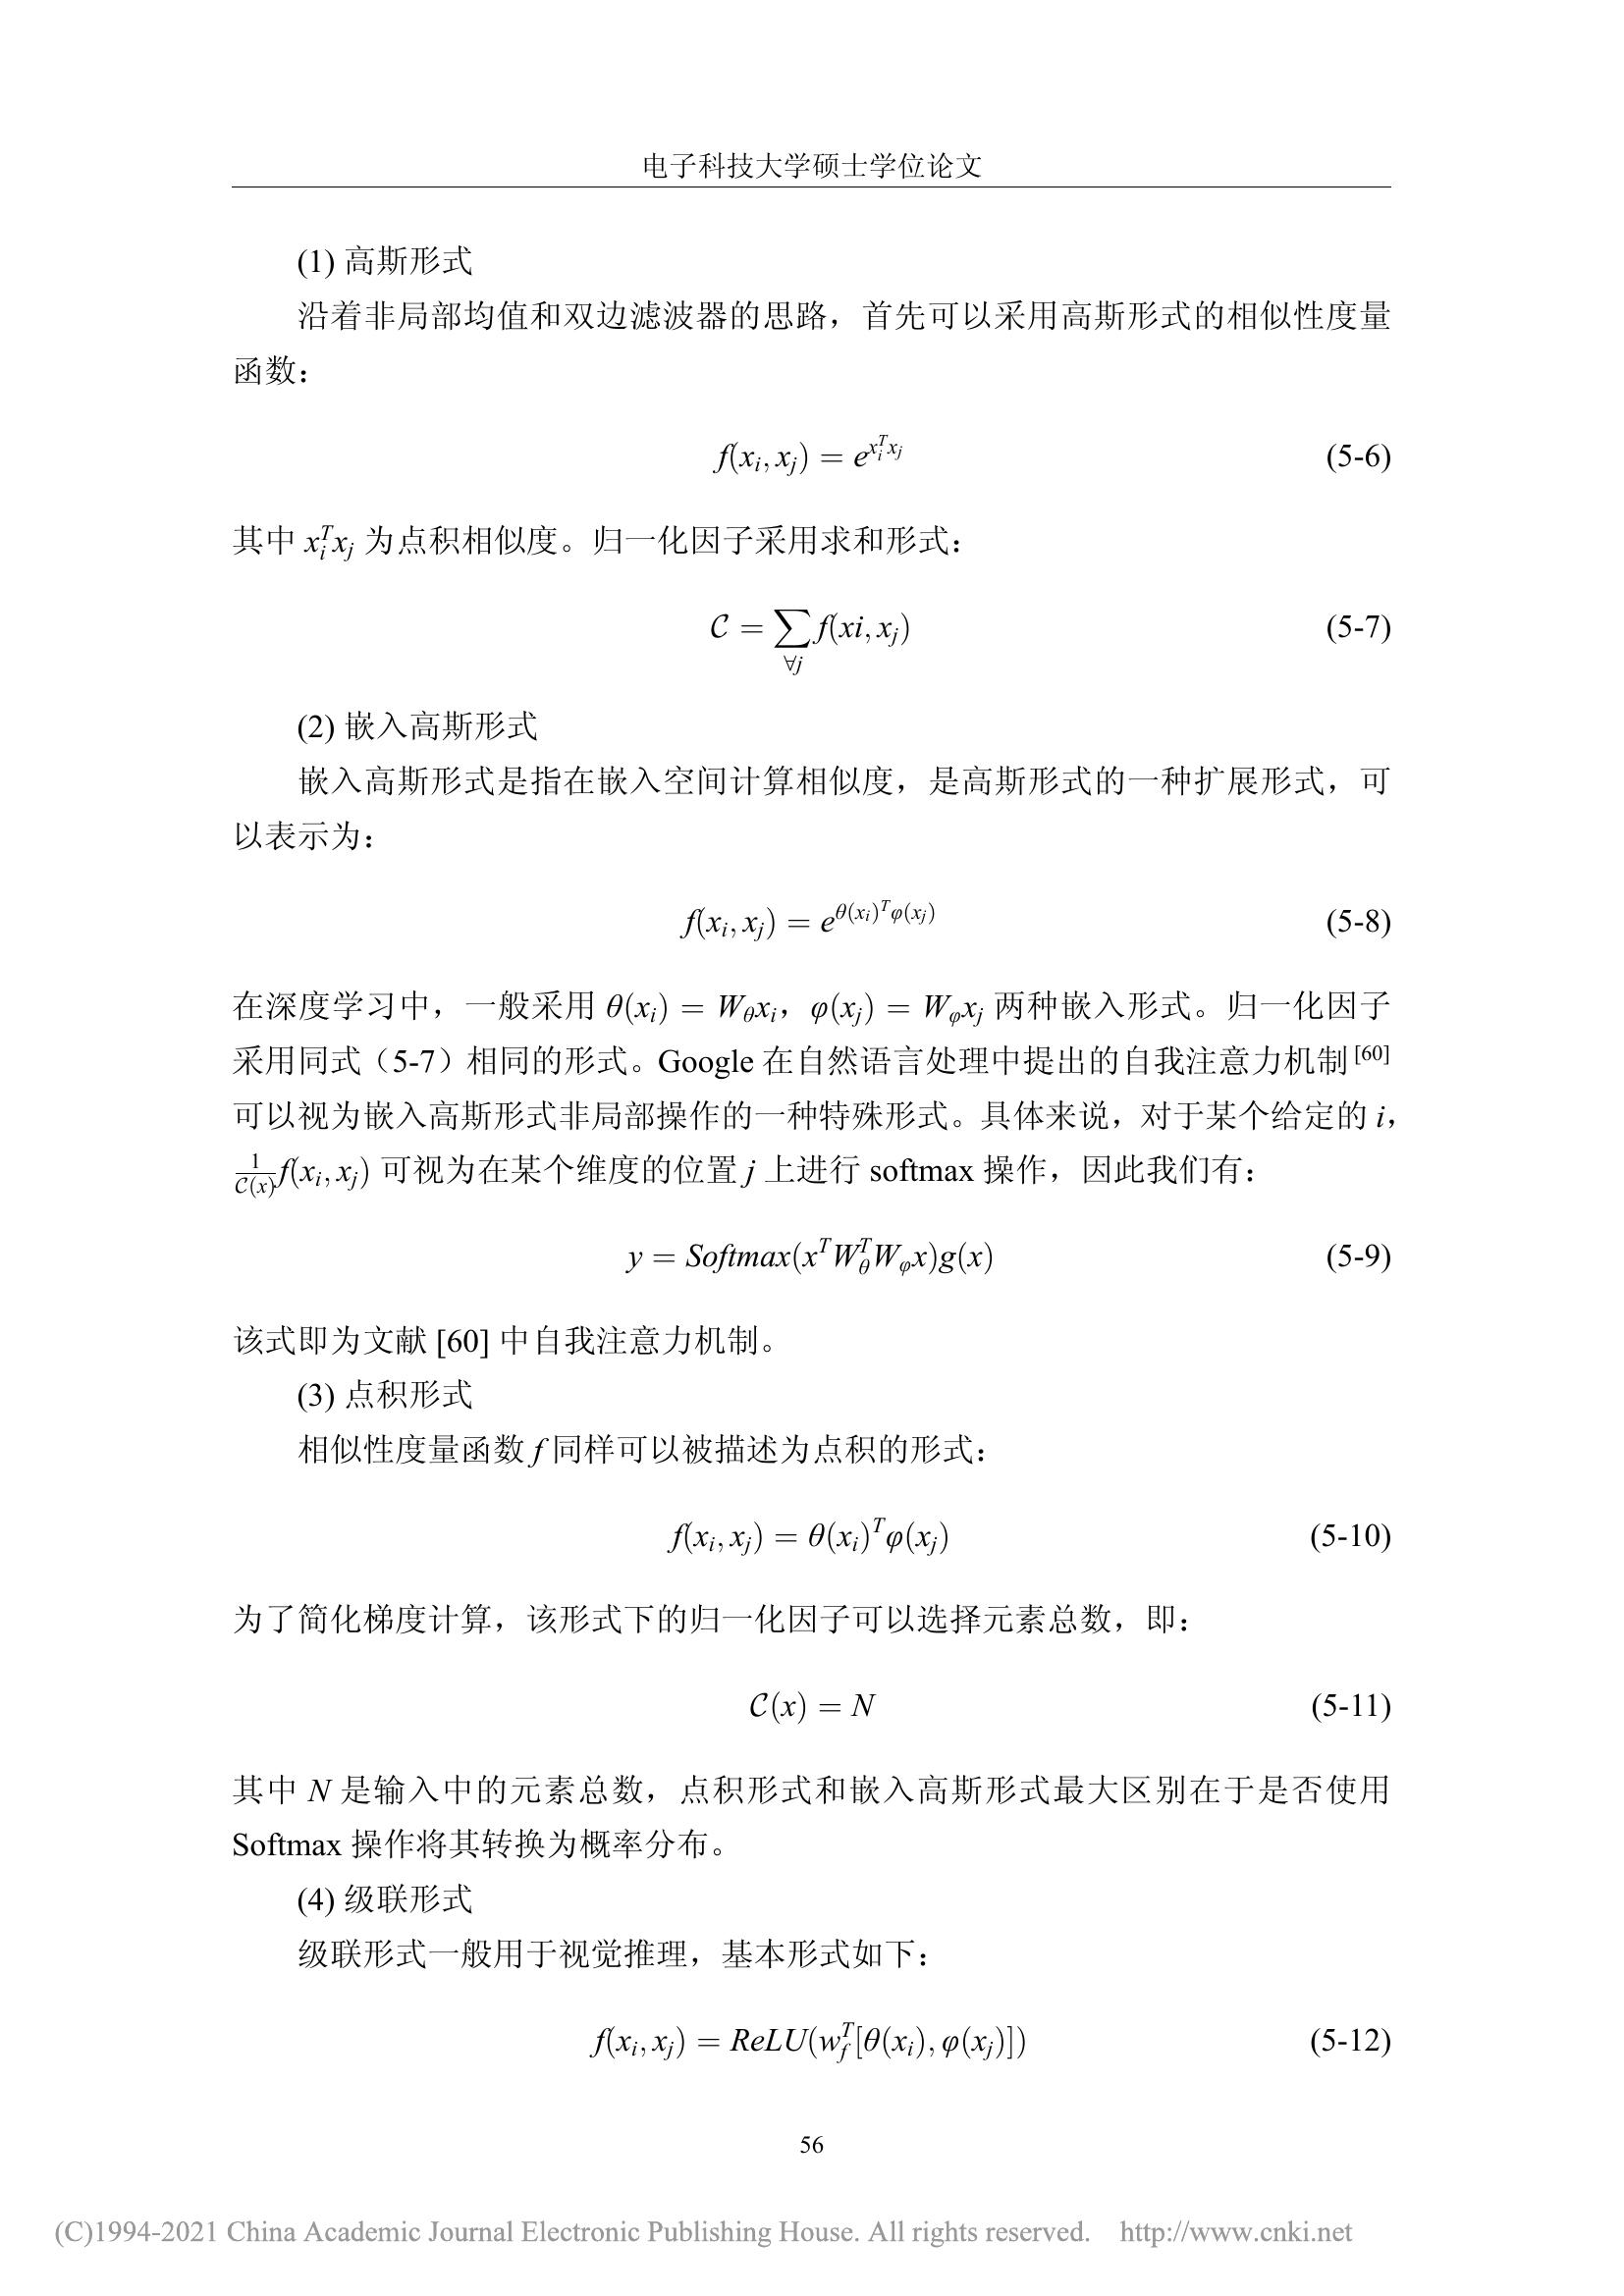 电子科技大学硕士学位论文
(1) 高斯形式
沿着非局部均值和双边滤波器的思路，首先可以采用高斯形式的相似性度量
函数：
$f(x_i, x_j) = e^{x_i^T x_j}$ (5-6)
其中 $x_i^T x_j$ 为点积相似度。归一化因子采用求和形式：
$\mathcal{C} = \sum_{\forall j} f(xi, x_j)$ (5-7)
(2) 嵌入高斯形式
嵌入高斯形式是指在嵌入空间计算相似度，是高斯形式的一种扩展形式，可
以表示为：
$f(x_i, x_j) = e^{\theta(x_i)^T \varphi(x_j)}$ (5-8)
在深度学习中，一般采用 $\theta(x_i) = W_\theta x_i$，$\varphi(x_j) = W_\varphi x_j$ 两种嵌入形式。归一化因子
采用同式（5-7）相同的形式。Google 在自然语言处理中提出的自我注意力机制 [60]
可以视为嵌入高斯形式非局部操作的一种特殊形式。具体来说，对于某个给定的 $i$，
$\frac{1}{\mathcal{C}(x)} f(x_i, x_j)$ 可视为在某个维度的位置 $j$ 上进行 softmax 操作，因此我们有：
$y = Softmax(x^T W_\theta^T W_\varphi x)g(x)$ (5-9)
该式即为文献 [60] 中自我注意力机制。
(3) 点积形式
相似性度量函数 $f$ 同样可以被描述为点积的形式：
$f(x_i, x_j) = \theta(x_i)^T \varphi(x_j)$ (5-10)
为了简化梯度计算，该形式下的归一化因子可以选择元素总数，即：
$\mathcal{C}(x) = N$ (5-11)
其中 $N$ 是输入中的元素总数，点积形式和嵌入高斯形式最大区别在于是否使用
Softmax 操作将其转换为概率分布。
(4) 级联形式
级联形式一般用于视觉推理，基本形式如下：
$f(x_i, x_j) = ReLU(w_f^T[\theta(x_i), \varphi(x_j)])$ (5-12)
56
(C)1994-2021 China Academic Journal Electronic Publishing House. All rights reserved. http://www.cnki.net